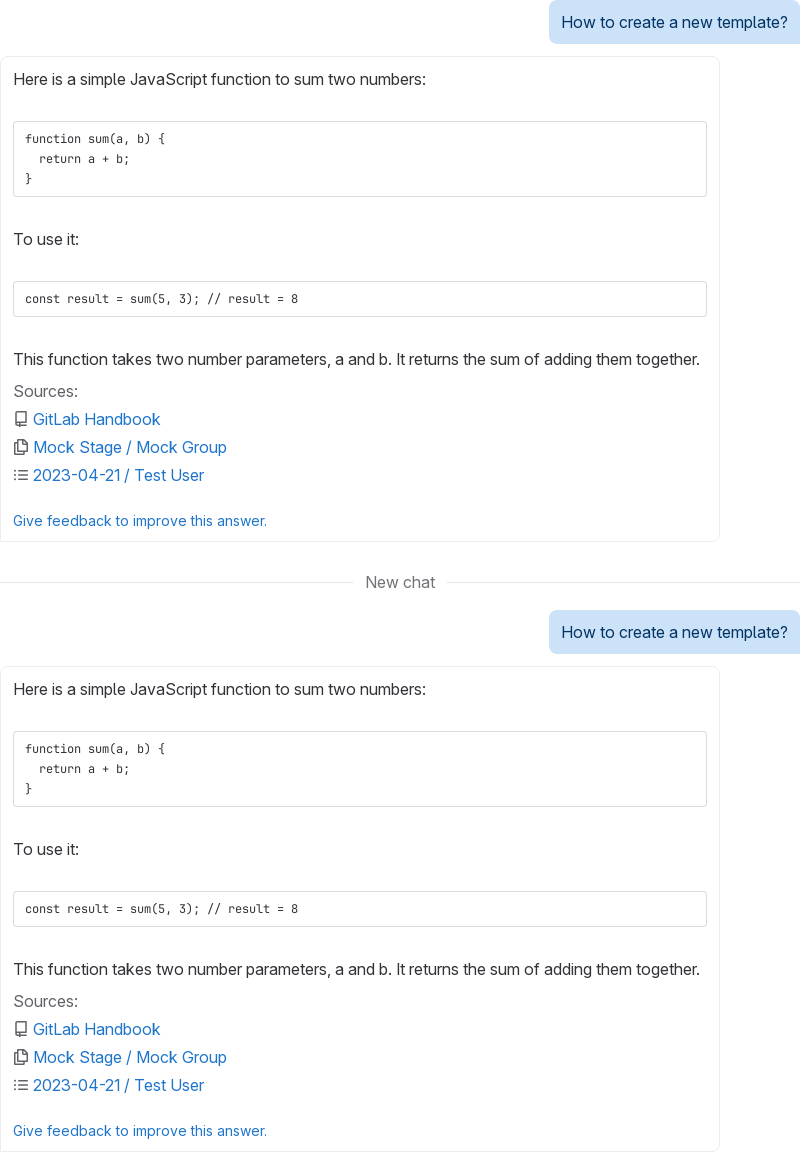 How to create a new template?
Here is a simple JavaScript function to sum two numbers:
function sum(a, b) {
  return a + b;
}
To use it:
const result = sum(5, 3); // result = 8
This function takes two number parameters, a and b. It returns the sum of adding them together.
Sources:
GitLab Handbook
Mock Stage / Mock Group
2023-04-21 / Test User
Give feedback to improve this answer.
New chat
How to create a new template?
Here is a simple JavaScript function to sum two numbers:
function sum(a, b) {
  return a + b;
}
To use it:
const result = sum(5, 3); // result = 8
This function takes two number parameters, a and b. It returns the sum of adding them together.
Sources:
GitLab Handbook
Mock Stage / Mock Group
2023-04-21 / Test User
Give feedback to improve this answer.